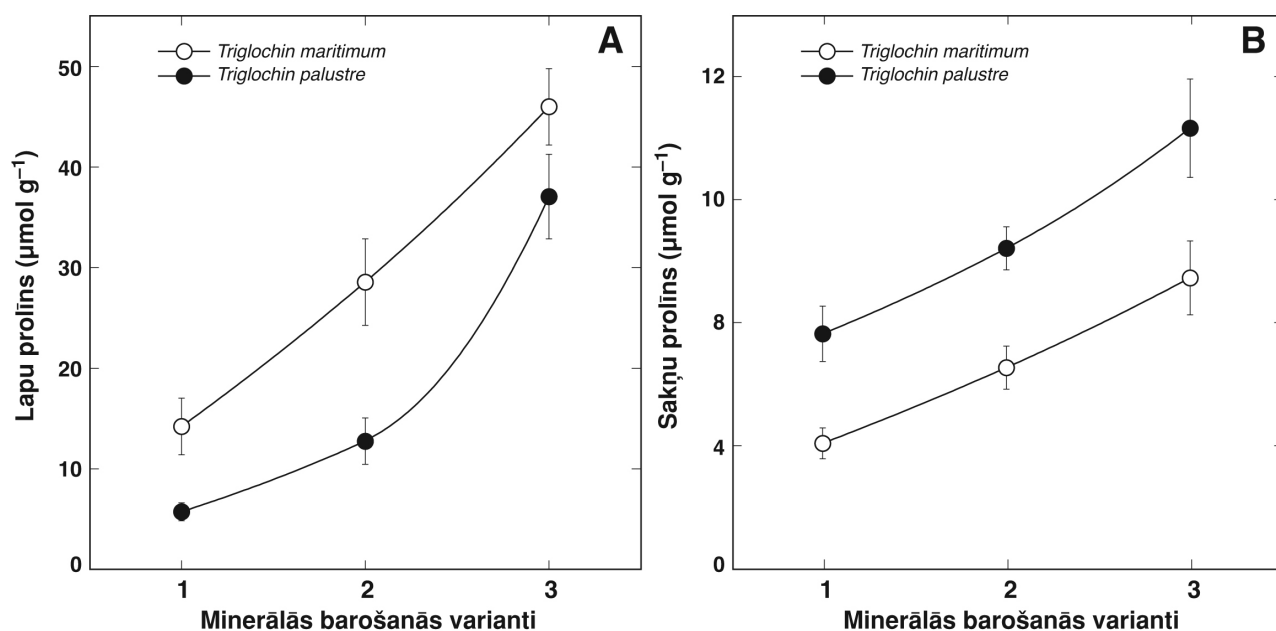 A
Triglochin maritimum
Triglochin palustre
Lapu prolīns (µmol g⁻¹)
50
40
30
20
10
0
1 2 3
Minerālās barošanās varianti
B
Triglochin maritimum
Triglochin palustre
Sakņu prolīns (µmol g⁻¹)
12
10
8
4
0
1 2 3
Minerālās barošanās varianti